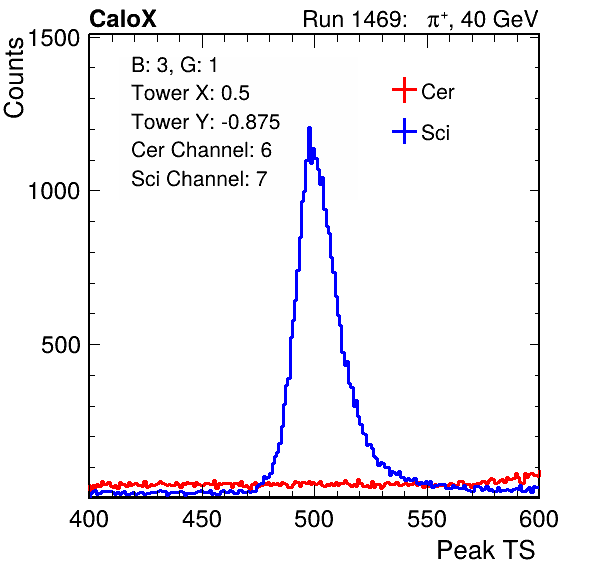 CaloX Run 1469: π⁺, 40 GeV
Counts
1500
1000
500
B: 3, G: 1
Tower X: 0.5
Tower Y: -0.875
Cer Channel: 6
Sci Channel: 7
Cer
Sci
400 450 500 550 600
Peak TS